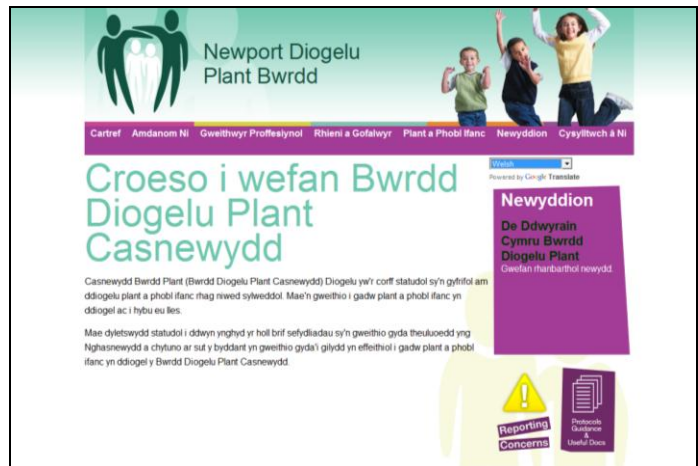 Newport Diogelu
Plant Bwrdd
Cartref Amdanom Ni Gweithwyr Proffesiynol Rhieni a Gofalwyr Plant a Phobl Ifanc Newyddion Cysylltwch â Ni
Croeso i wefan Bwrdd
Diogelu Plant
Casnewydd
Casnewydd Bwrdd Plant (Bwrdd Diogelu Plant Casnewydd) Diogelu yw'r corff statudol sy'n gyfrifol am
ddiogelu plant a phobl ifanc rhag niwed sylweddol. Mae'n gweithio i gadw plant a phobl ifanc yn
ddiogel ac i hybu eu lles.
Mae dyletswydd statudol i ddwyn ynghyd yr holl brif sefydliadau sy'n gweithio gyda theuluoedd yng
Nghasnewydd a chytuno ar sut y byddant yn gweithio gyda'i gilydd yn effeithiol i gadw plant a phobl
ifanc yn ddiogel y Bwrdd Diogelu Plant Casnewydd.
Welsh
Powered by Google Translate
Newyddion
De Ddwyrain
Cymru Bwrdd
Diogelu Plant
Gwefan rhanbarthol newydd.
Reporting
Concerns
Protocols
Guidance
&
Useful Docs